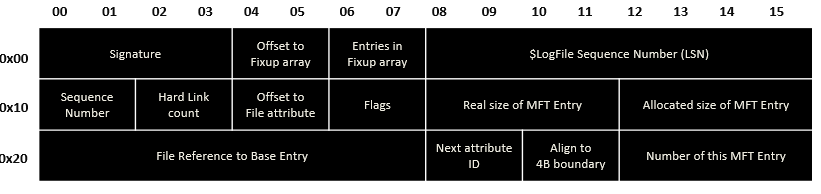 00 01 02 03 04 05 06 07 08 09 10 11 12 13 14 15
0x00
Signature
Offset to
Fixup array
Entries in
Fixup array
$LogFile Sequence Number (LSN)
0x10
Sequence
Number
Hard Link
count
Offset to
File attribute
Flags
Real size of MFT Entry
Allocated size of MFT Entry
0x20
File Reference to Base Entry
Next attribute
ID
Align to
4B boundary
Number of this MFT Entry